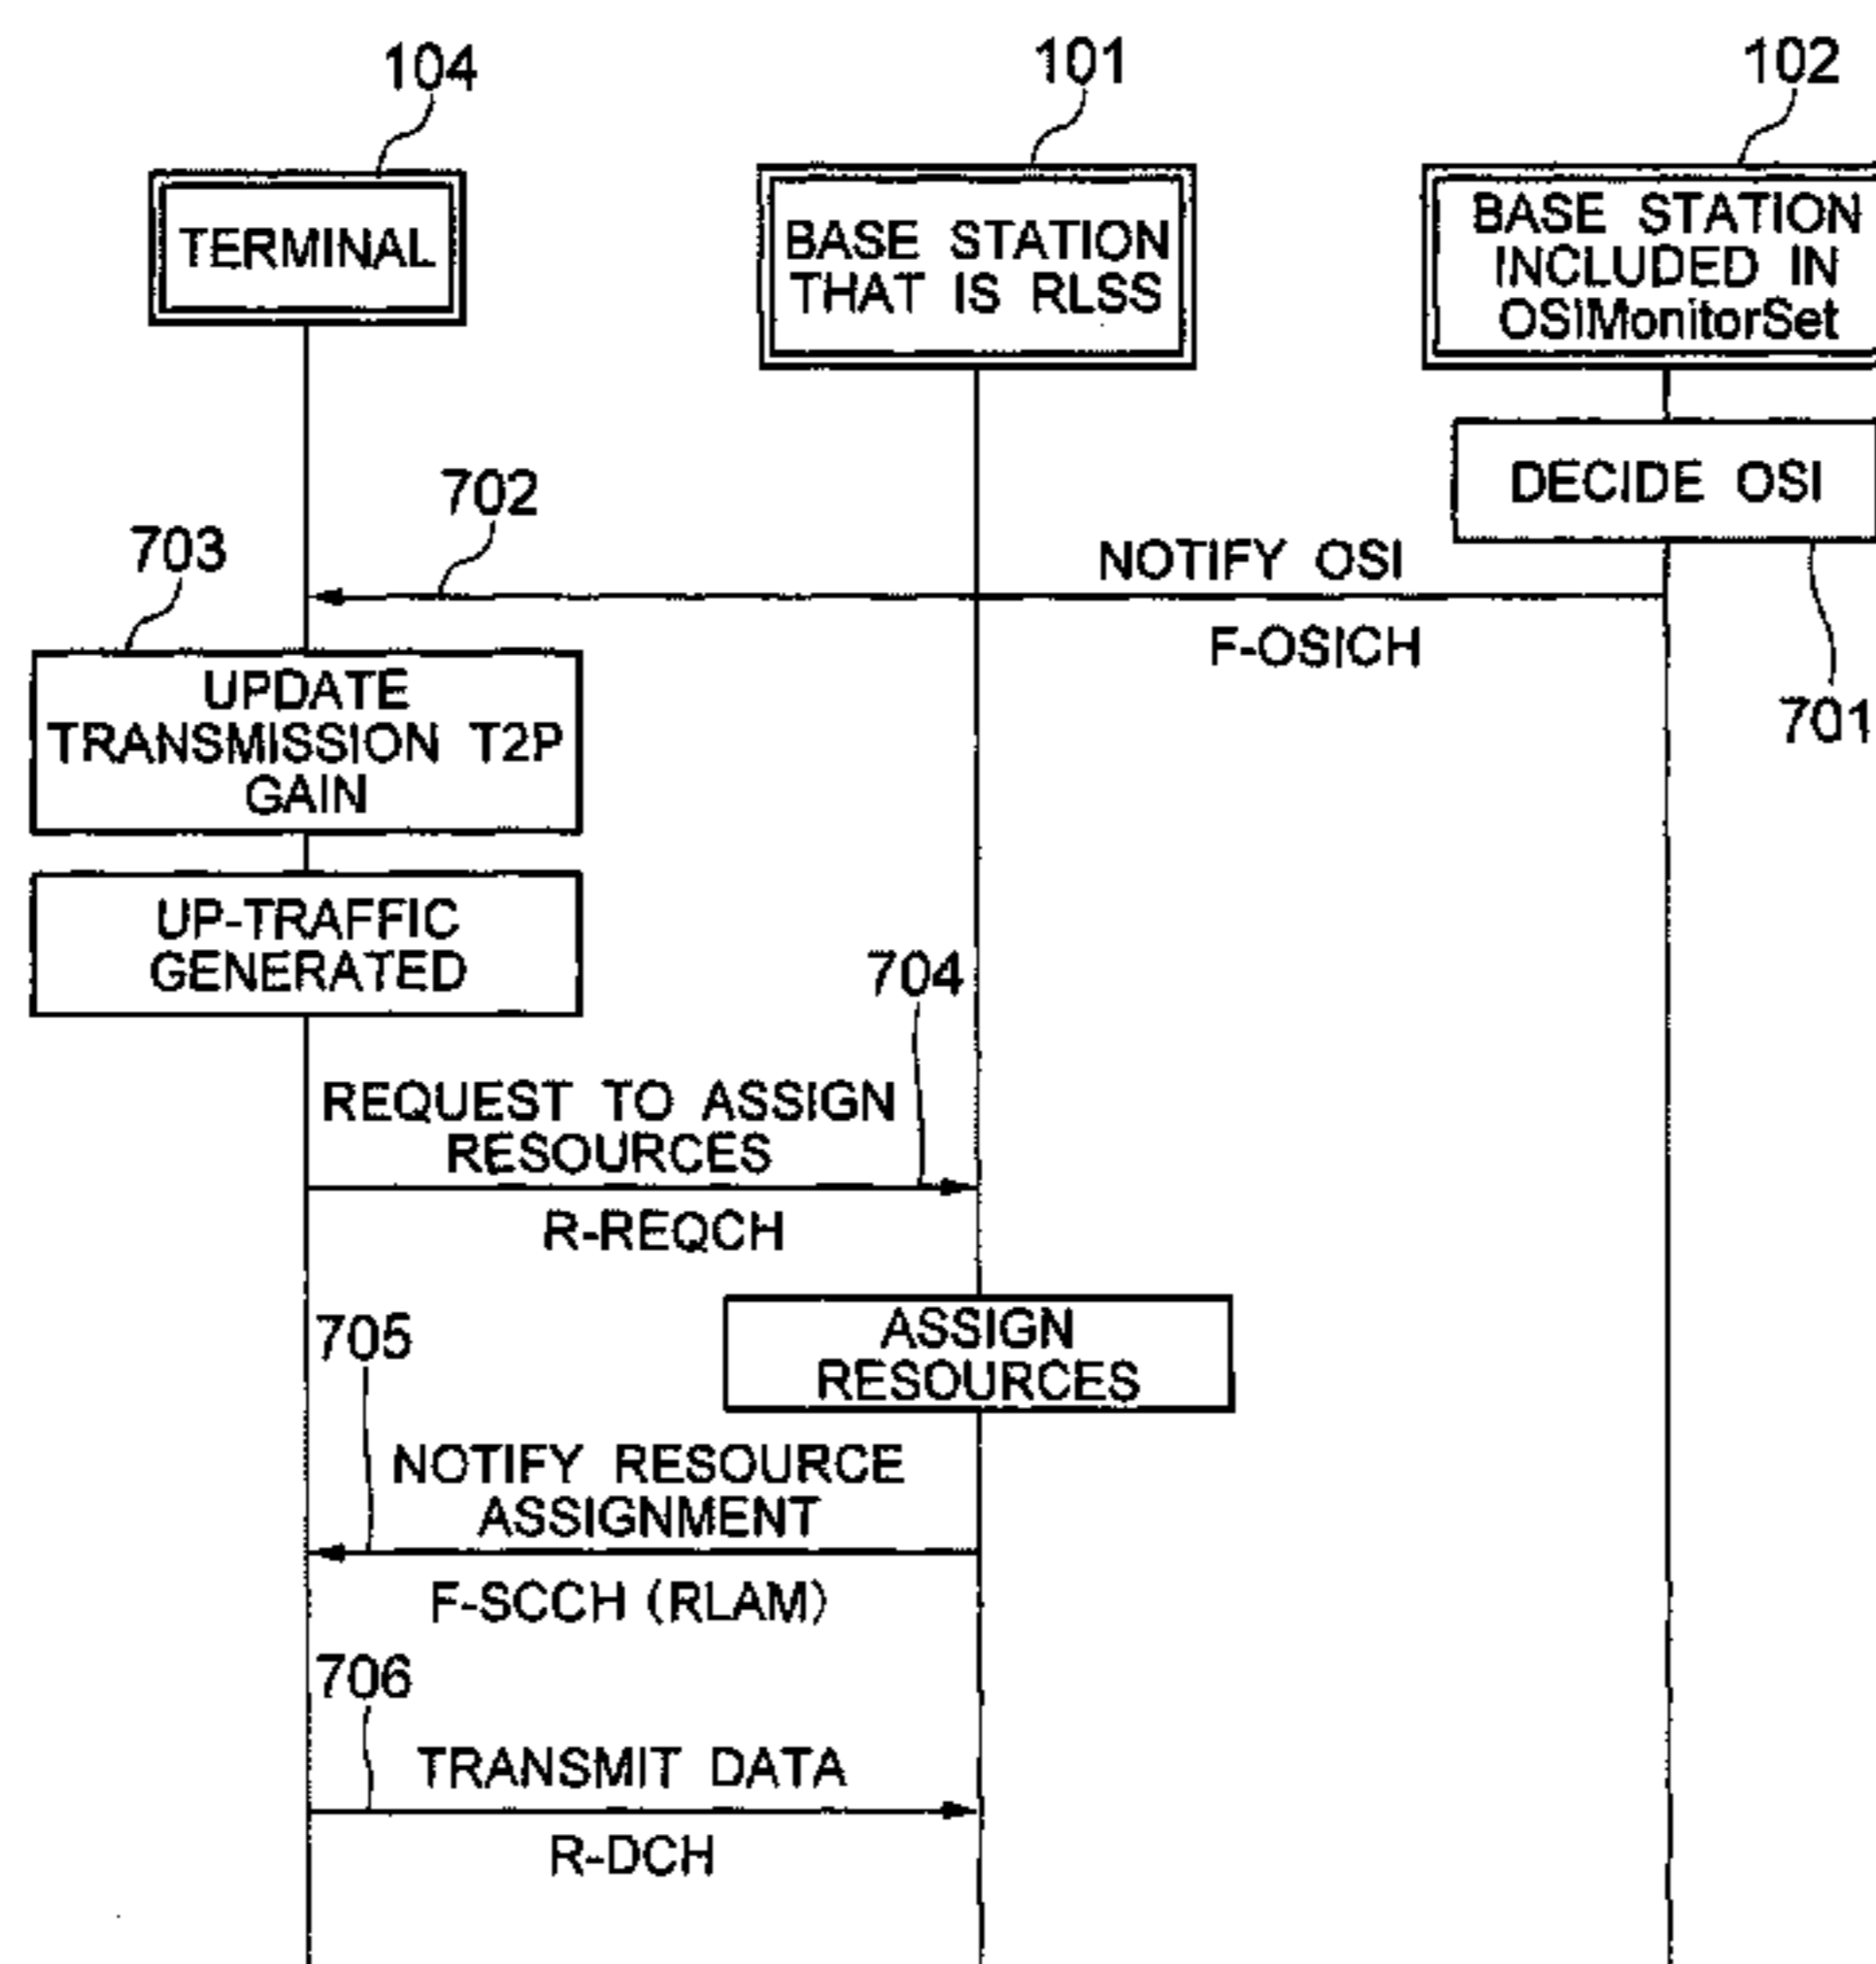 104
101
102
TERMINAL
BASE STATION
THAT IS RLSS
BASE STATION
INCLUDED IN
OSIMonitorSet
DECIDE OSI
702
703
NOTIFY OSI
F-OSICH
701
UPDATE
TRANSMISSION T2P
GAIN
UP-TRAFFIC
GENERATED
704
REQUEST TO ASSIGN
RESOURCES
R-REQCH
ASSIGN
RESOURCES
705
NOTIFY RESOURCE
ASSIGNMENT
F-SCCH (RLAM)
706
TRANSMIT DATA
R-DCH